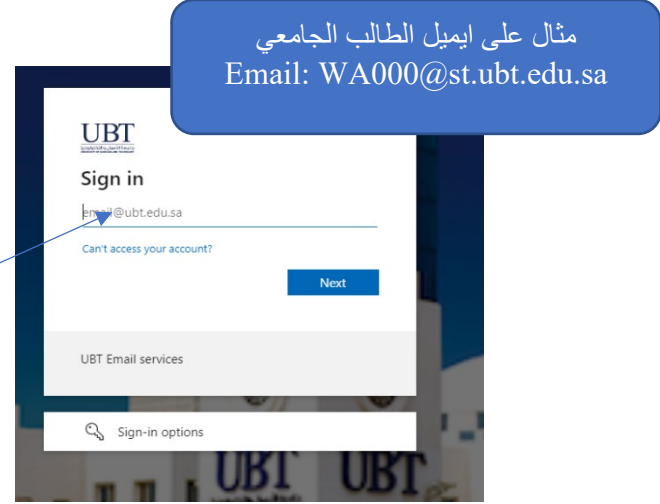 مثال على ايميل الطالب الجامعي
Email: WA000@st.ubt.edu.sa
UBT
Sign in
email@ubt.edu.sa
Can't access your account?
Next
UBT Email services
Sign-in options
UBT UBT